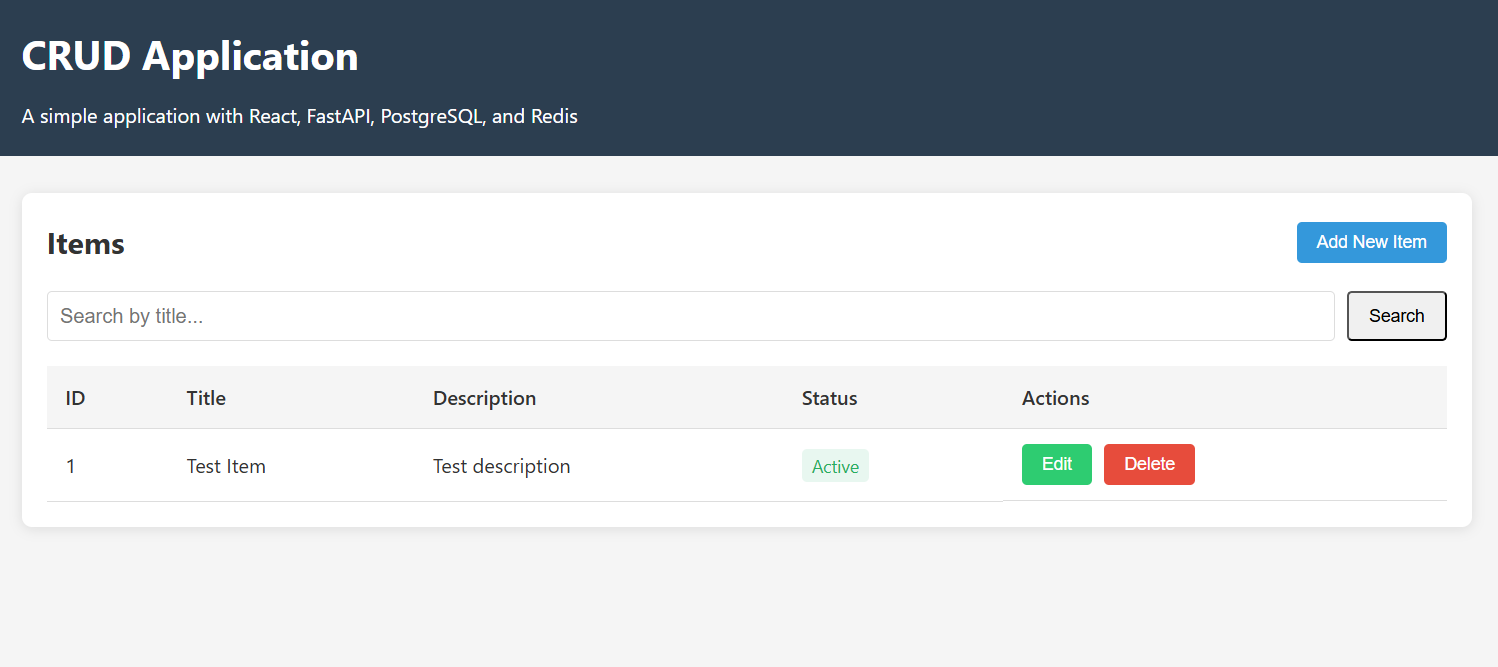 CRUD Application
A simple application with React, FastAPI, PostgreSQL, and Redis
Items
Add New Item
Search by title...
Search
ID Title Description Status Actions
1 Test Item Test description Active Edit Delete